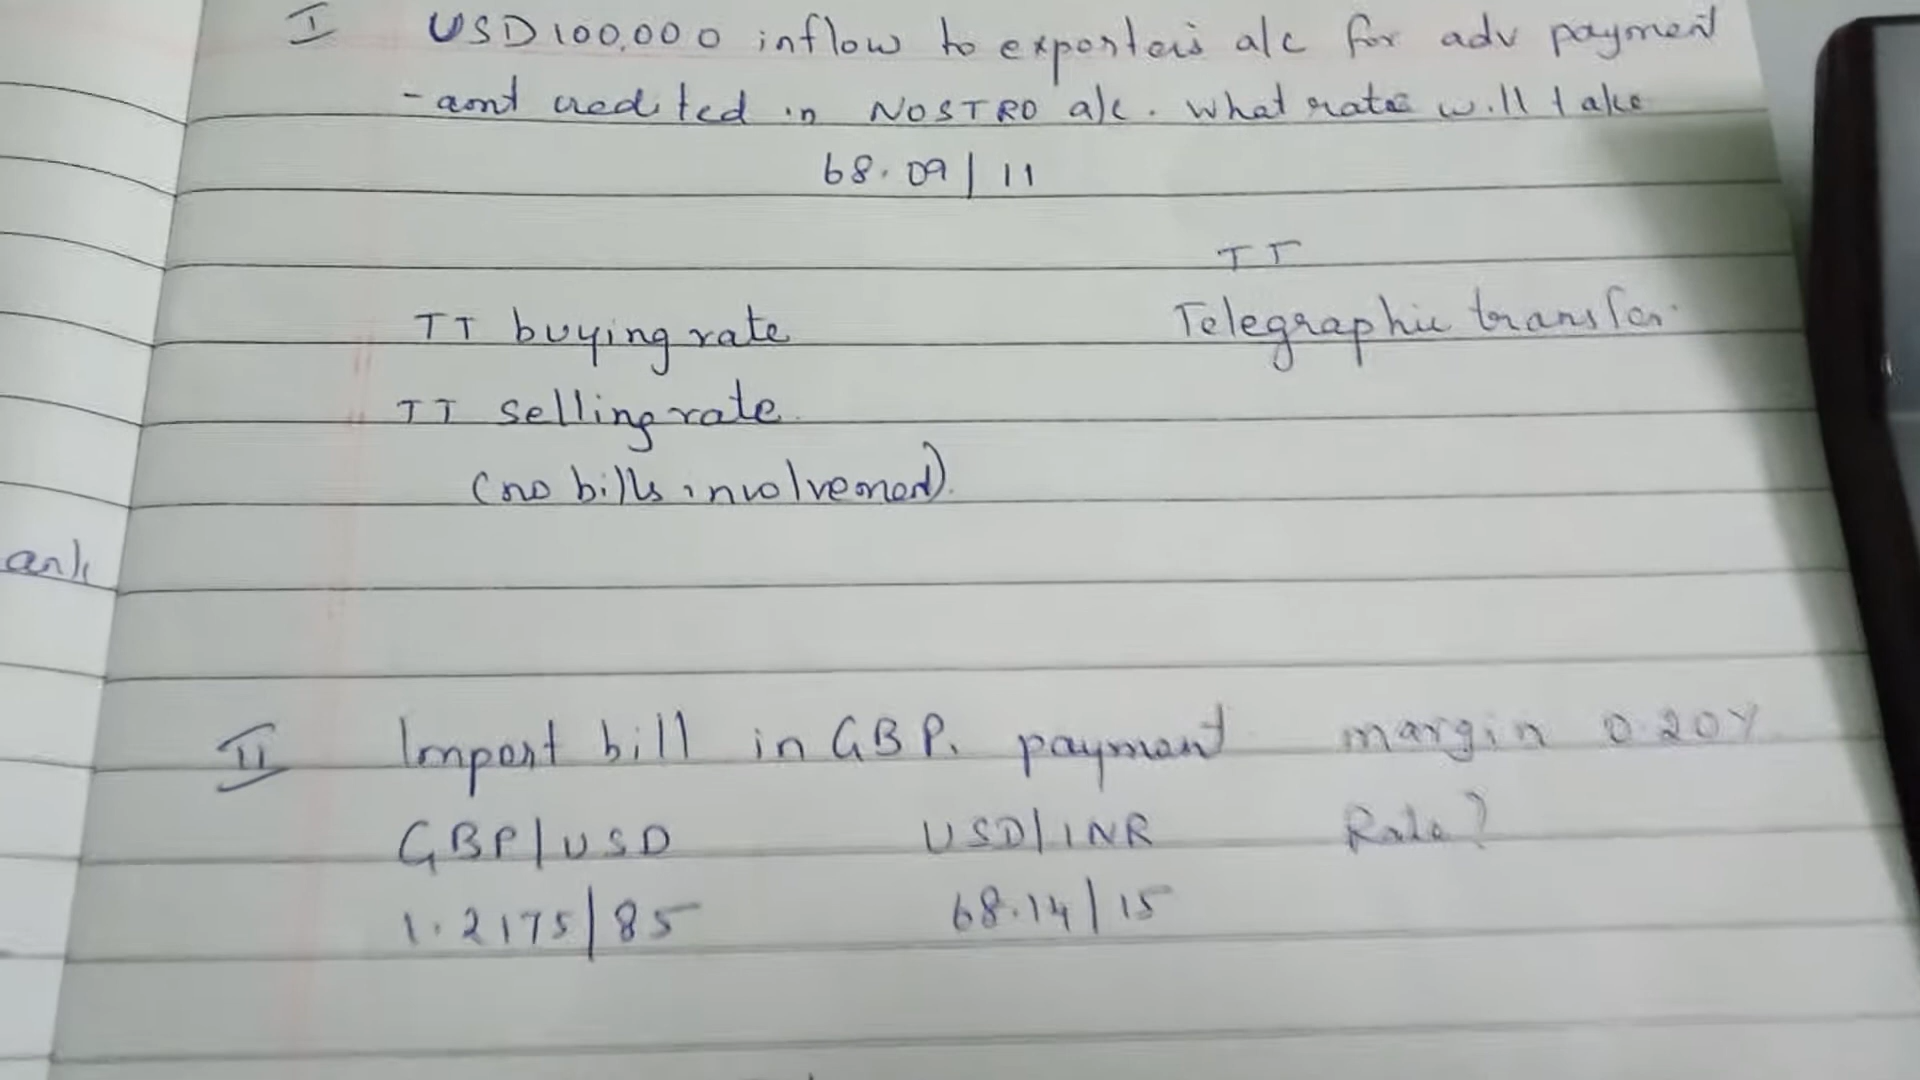 I USD 100,000 inflow to exporters a/c for adv payment
- amt credited in NOSTRO a/c. What rate will take
68.09 / 11
TT
TT buying rate Telegraphic transfer.
TT selling rate.
(no bills involvement).
ank
II Import bill in GBP. payment margin 0.20%
GBP/USD USD/INR Rate?
1.2175/85 68.14/15